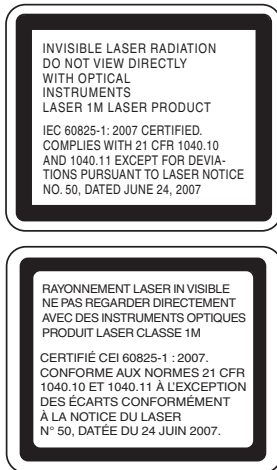 INVISIBLE LASER RADIATION
DO NOT VIEW DIRECTLY
WITH OPTICAL
INSTRUMENTS
LASER 1M LASER PRODUCT
IEC 60825-1: 2007 CERTIFIED.
COMPLIES WITH 21 CFR 1040.10
AND 1040.11 EXCEPT FOR DEVIA-
TIONS PURSUANT TO LASER NOTICE
NO. 50, DATED JUNE 24, 2007
RAYONNEMENT LASER IN VISIBLE
NE PAS REGARDER DIRECTEMENT
AVEC DES INSTRUMENTS OPTIQUES
PRODUIT LASER CLASSE 1M
CERTIFIÉ CEI 60825-1 : 2007.
CONFORME AUX NORMES 21 CFR
1040.10 ET 1040.11 À L'EXCEPTION
DES ÉCARTS CONFORMÉMENT
À LA NOTICE DU LASER
N° 50, DATÉE DU 24 JUIN 2007.